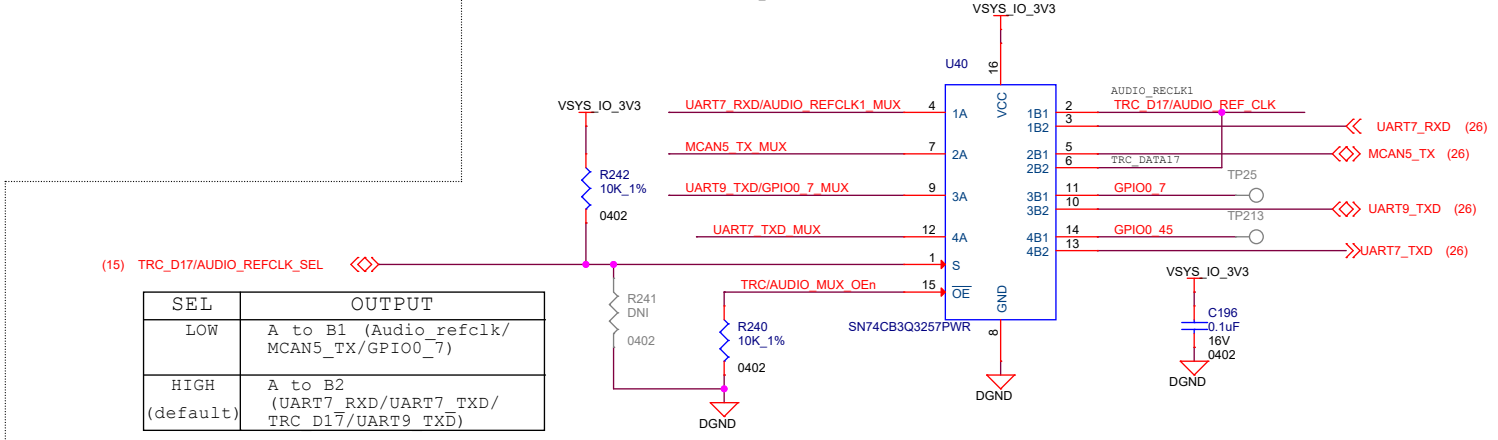 VSYS_IO_3V3
U40
16
VCC
VSYS_IO_3V3
UART7_RXD/AUDIO_REFCLK1_MUX
4
1A
1B1
2
AUDIO_RECLK1
TRC_D17/AUDIO_REF_CLK
1B2
3
UART7_RXD (26)
MCAN5_TX_MUX
7
2A
2B1
5
MCAN5_TX (26)
2B2
6
TRC_DATA17
R242
10K_1%
0402
UART9_TXD/GPIO0_7_MUX
9
3A
3B1
11
GPIO0_7
TP25
3B2
10
UART9_TXD (26)
UART7_TXD_MUX
12
4A
4B1
14
GPIO0_45
TP213
4B2
13
UART7_TXD (26)
(15) TRC_D17/AUDIO_REFCLK_SEL
1
S
TRC/AUDIO_MUX_OEn
15
OE
GND
8
SN74CB3Q3257PWR
DGND
R241
DNI
0402
R240
10K_1%
0402
DGND
VSYS_IO_3V3
C196
0.1uF
16V
0402
DGND
SEL OUTPUT
LOW A to B1 (Audio_refclk/
MCAN5_TX/GPIO0_7)
HIGH A to B2
(default) (UART7_RXD/UART7_TXD/
TRC_D17/UART9_TXD)